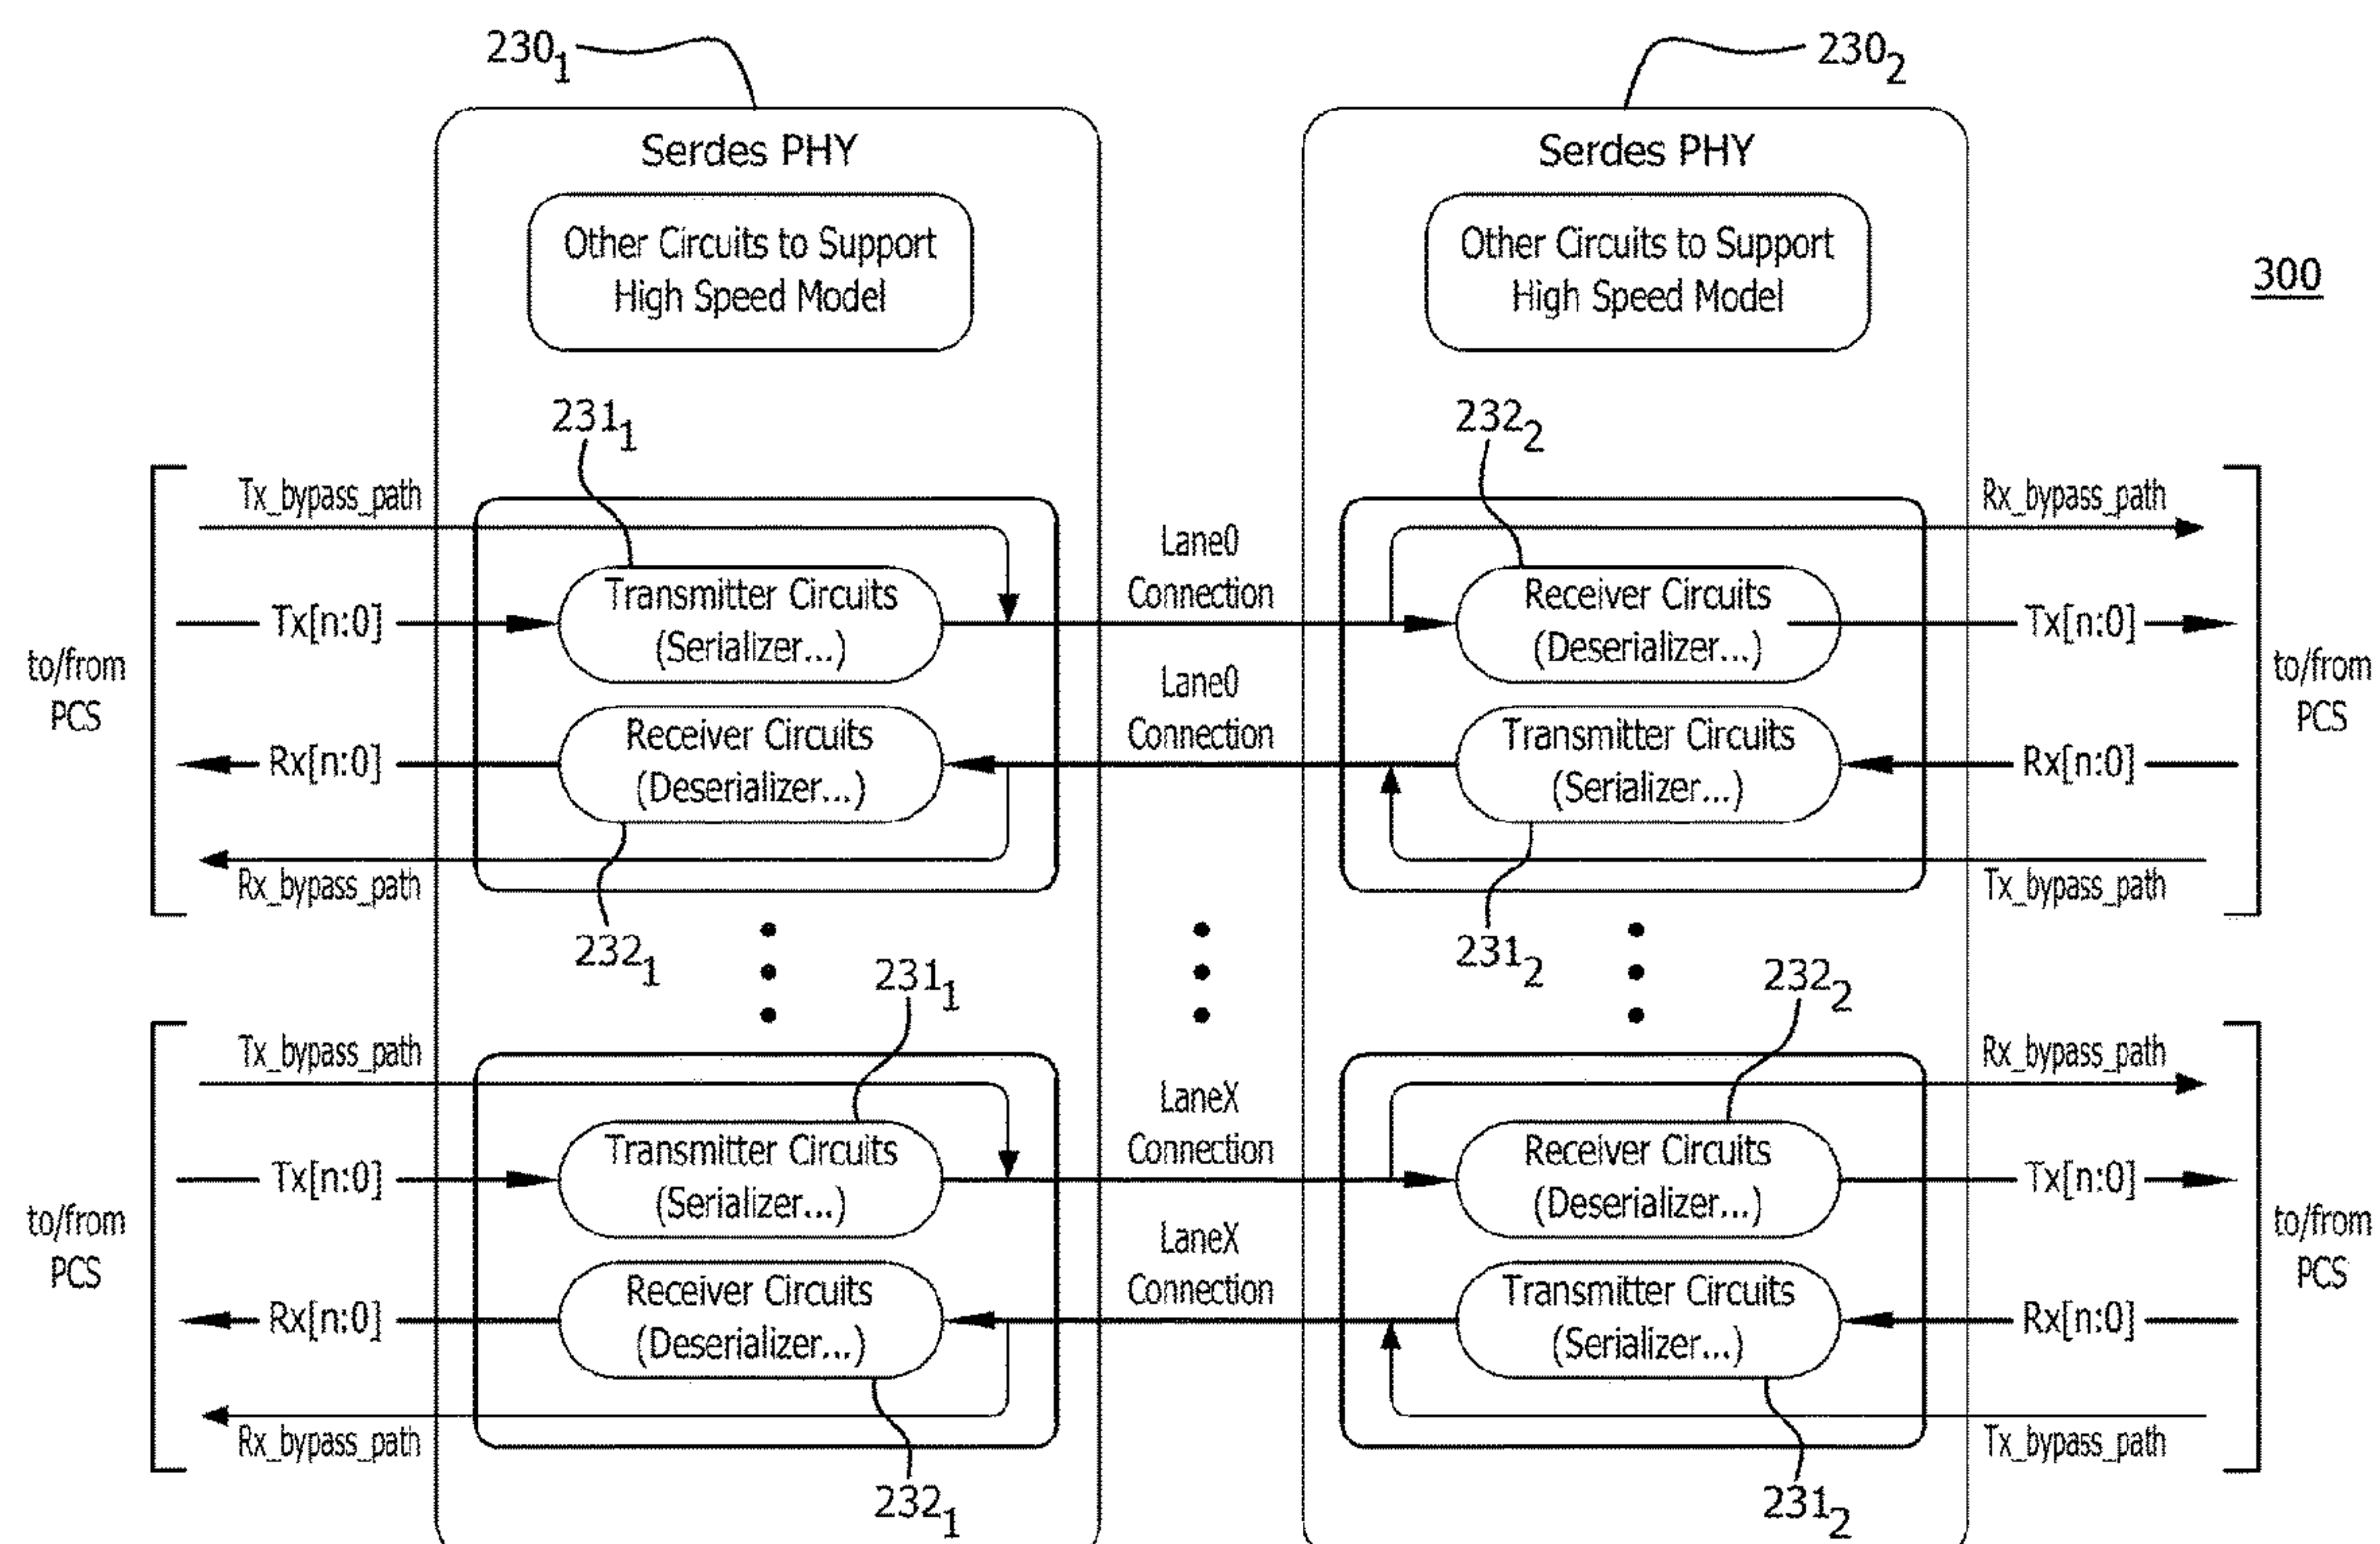 230₁
230₂
Serdes PHY
Serdes PHY
Other Circuits to Support
High Speed Model
Other Circuits to Support
High Speed Model
300
231₁
232₂
Tx_bypass_path
Rx_bypass_path
Lane0
Connection
Tx[n:0]
Transmitter Circuits
(Serializer...)
Receiver Circuits
(Deserializer...)
Tx[n:0]
to/from
PCS
to/from
PCS
Lane0
Connection
Rx[n:0]
Receiver Circuits
(Deserializer...)
Transmitter Circuits
(Serializer...)
Rx[n:0]
Rx_bypass_path
Tx_bypass_path
232₁
231₂
231₁
232₂
Tx_bypass_path
Rx_bypass_path
LaneX
Connection
Tx[n:0]
Transmitter Circuits
(Serializer...)
Receiver Circuits
(Deserializer...)
Tx[n:0]
to/from
PCS
to/from
PCS
LaneX
Connection
Rx[n:0]
Receiver Circuits
(Deserializer...)
Transmitter Circuits
(Serializer...)
Rx[n:0]
Rx_bypass_path
Tx_bypass_path
232₁
231₂